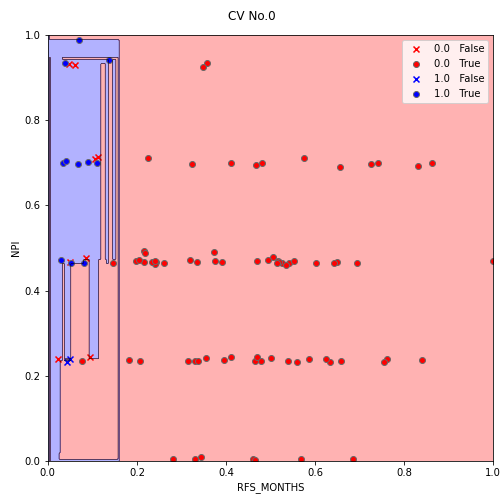 CV No.0
1.0
0.8
0.6
0.4
0.2
0.0
NPI
0.0 False
0.0 True
1.0 False
1.0 True
0.0 0.2 0.4 0.6 0.8 1.0
RFS_MONTHS